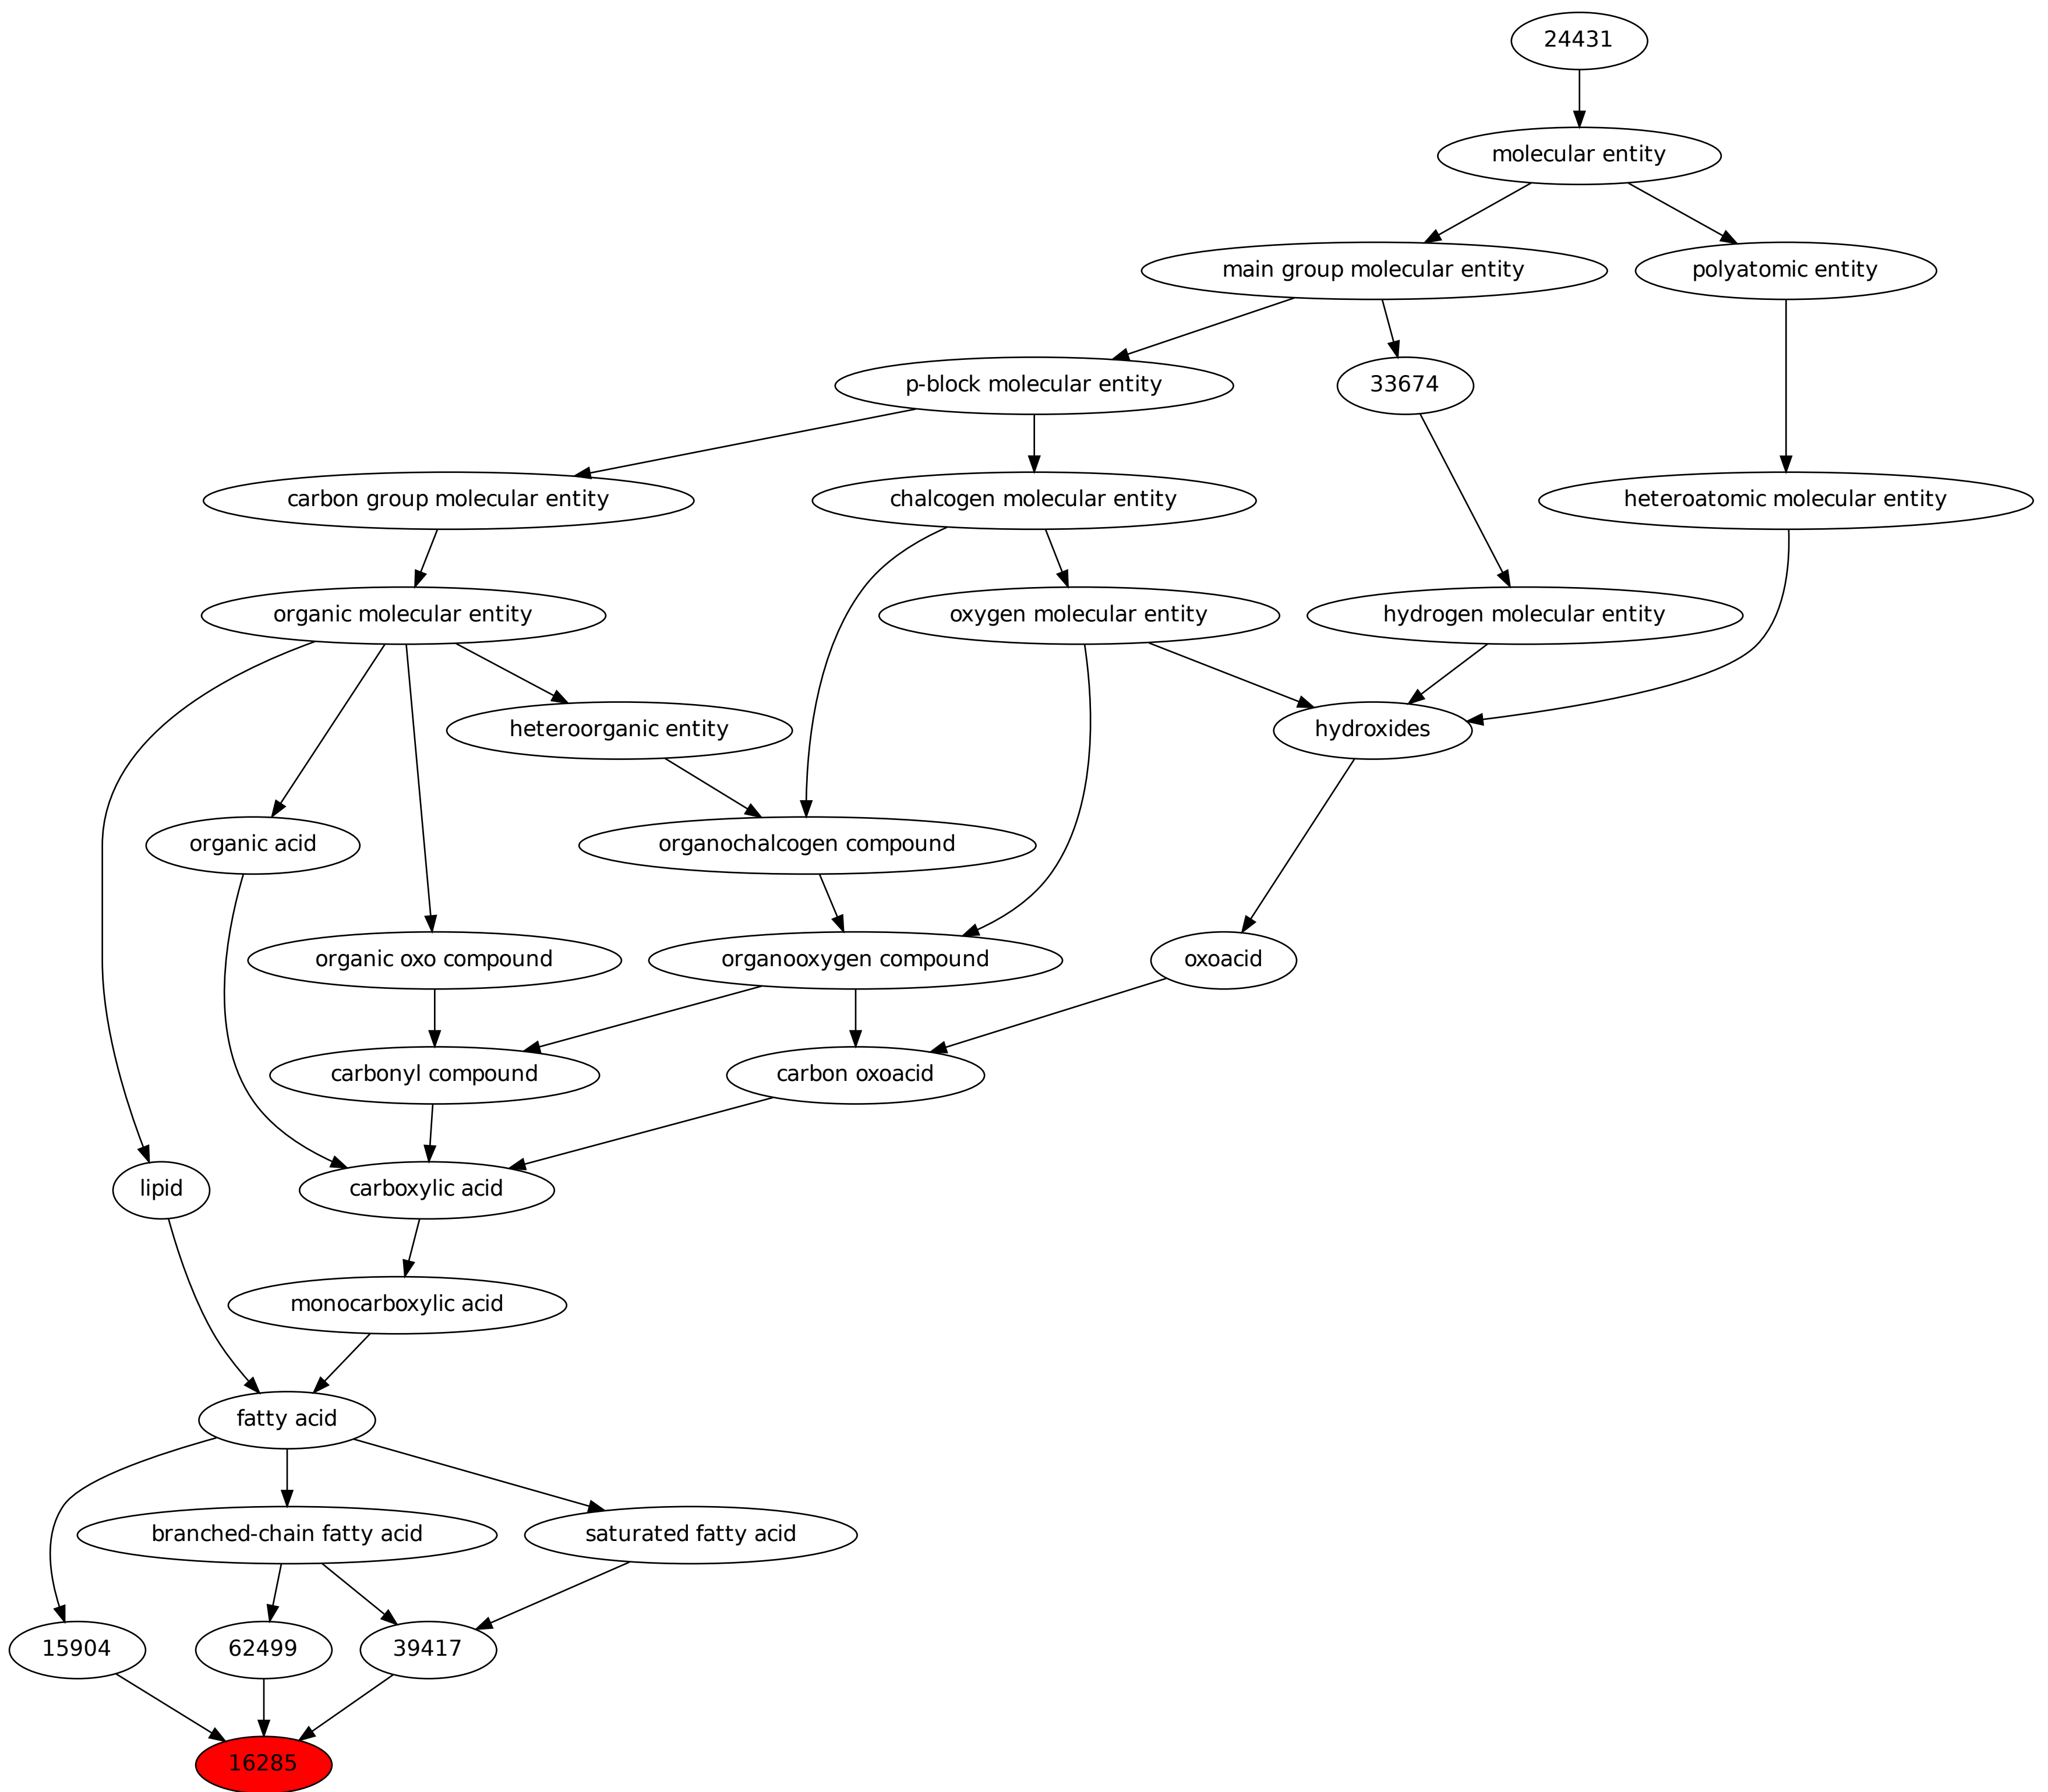 24431
molecular entity
main group molecular entity
polyatomic entity
p-block molecular entity
33674
carbon group molecular entity
chalcogen molecular entity
heteroatomic molecular entity
organic molecular entity
oxygen molecular entity
hydrogen molecular entity
heteroorganic entity
hydroxides
organic acid
organochalcogen compound
organic oxo compound
organooxygen compound
oxoacid
carbonyl compound
carbon oxoacid
lipid
carboxylic acid
monocarboxylic acid
fatty acid
branched-chain fatty acid
saturated fatty acid
15904
62499
39417
16285